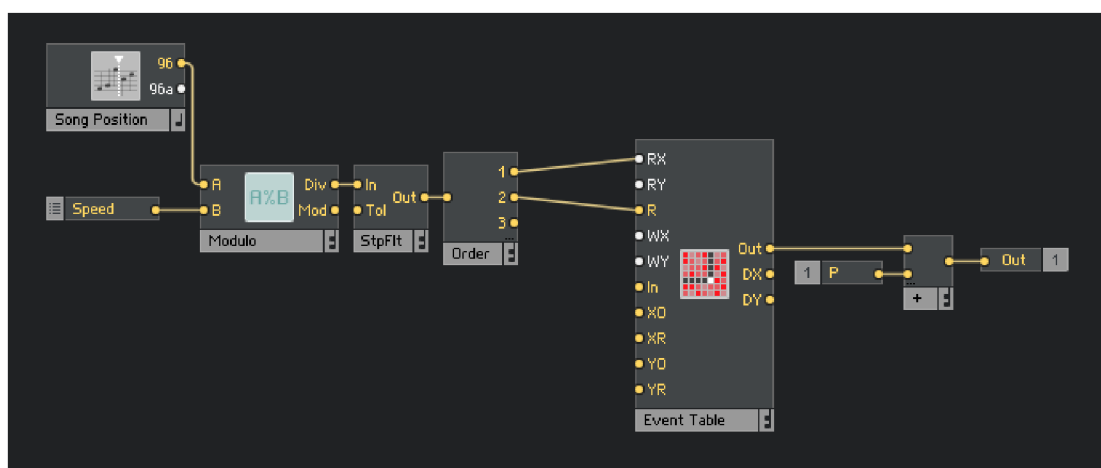 96
96a
Song Position
Speed
A
B
A%B
Div
Mod
Modulo
In
Tol
Out
StpFlt
1
2
3
...
Order
RX
RY
R
WX
WY
In
XO
XR
YO
YR
Out
DX
DY
Event Table
1 P
...
+
Out 1